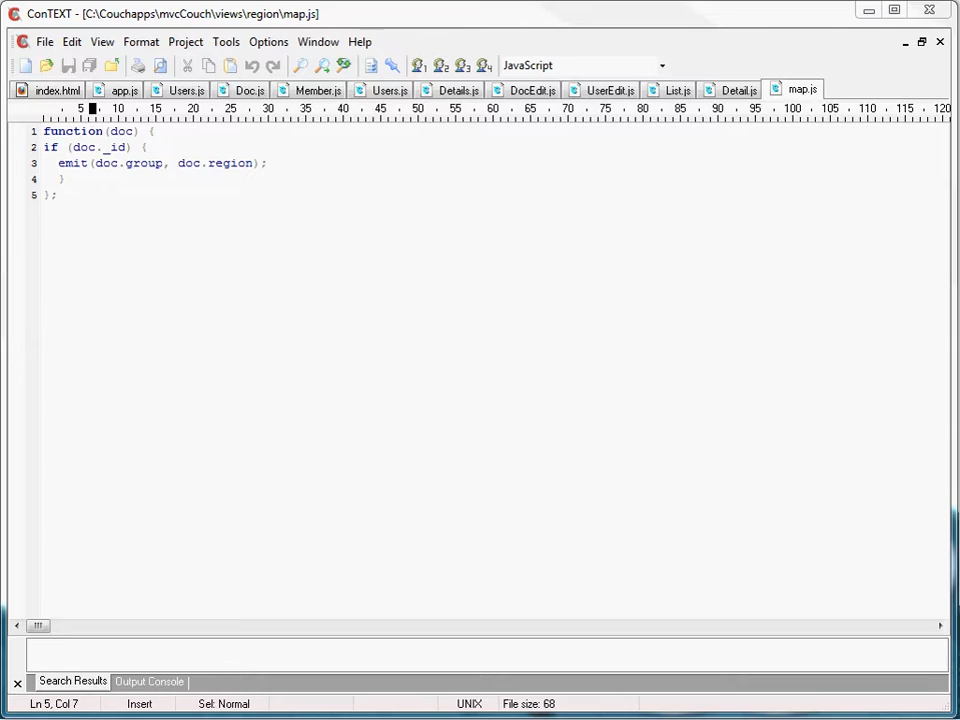 ConTEXT - [C:\Couchapps\mvcCouch\views\region\map.js]
File Edit View Format Project Tools Options Window Help
1 2 3 4 JavaScript
index.html app.js Users.js Doc.js Member.js Users.js Details.js DocEdit.js UserEdit.js List.js Detail.js map.js
5 10 15 20 25 30 35 40 45 50 55 60 65 70 75 80 85 90 95 100 105 110 115 120
1 function(doc) {
2 if (doc._id) {
3 emit(doc.group, doc.region);
4 }
5 };
Search Results Output Console
Ln 5, Col 7 Insert Sel: Normal UNIX File size: 68